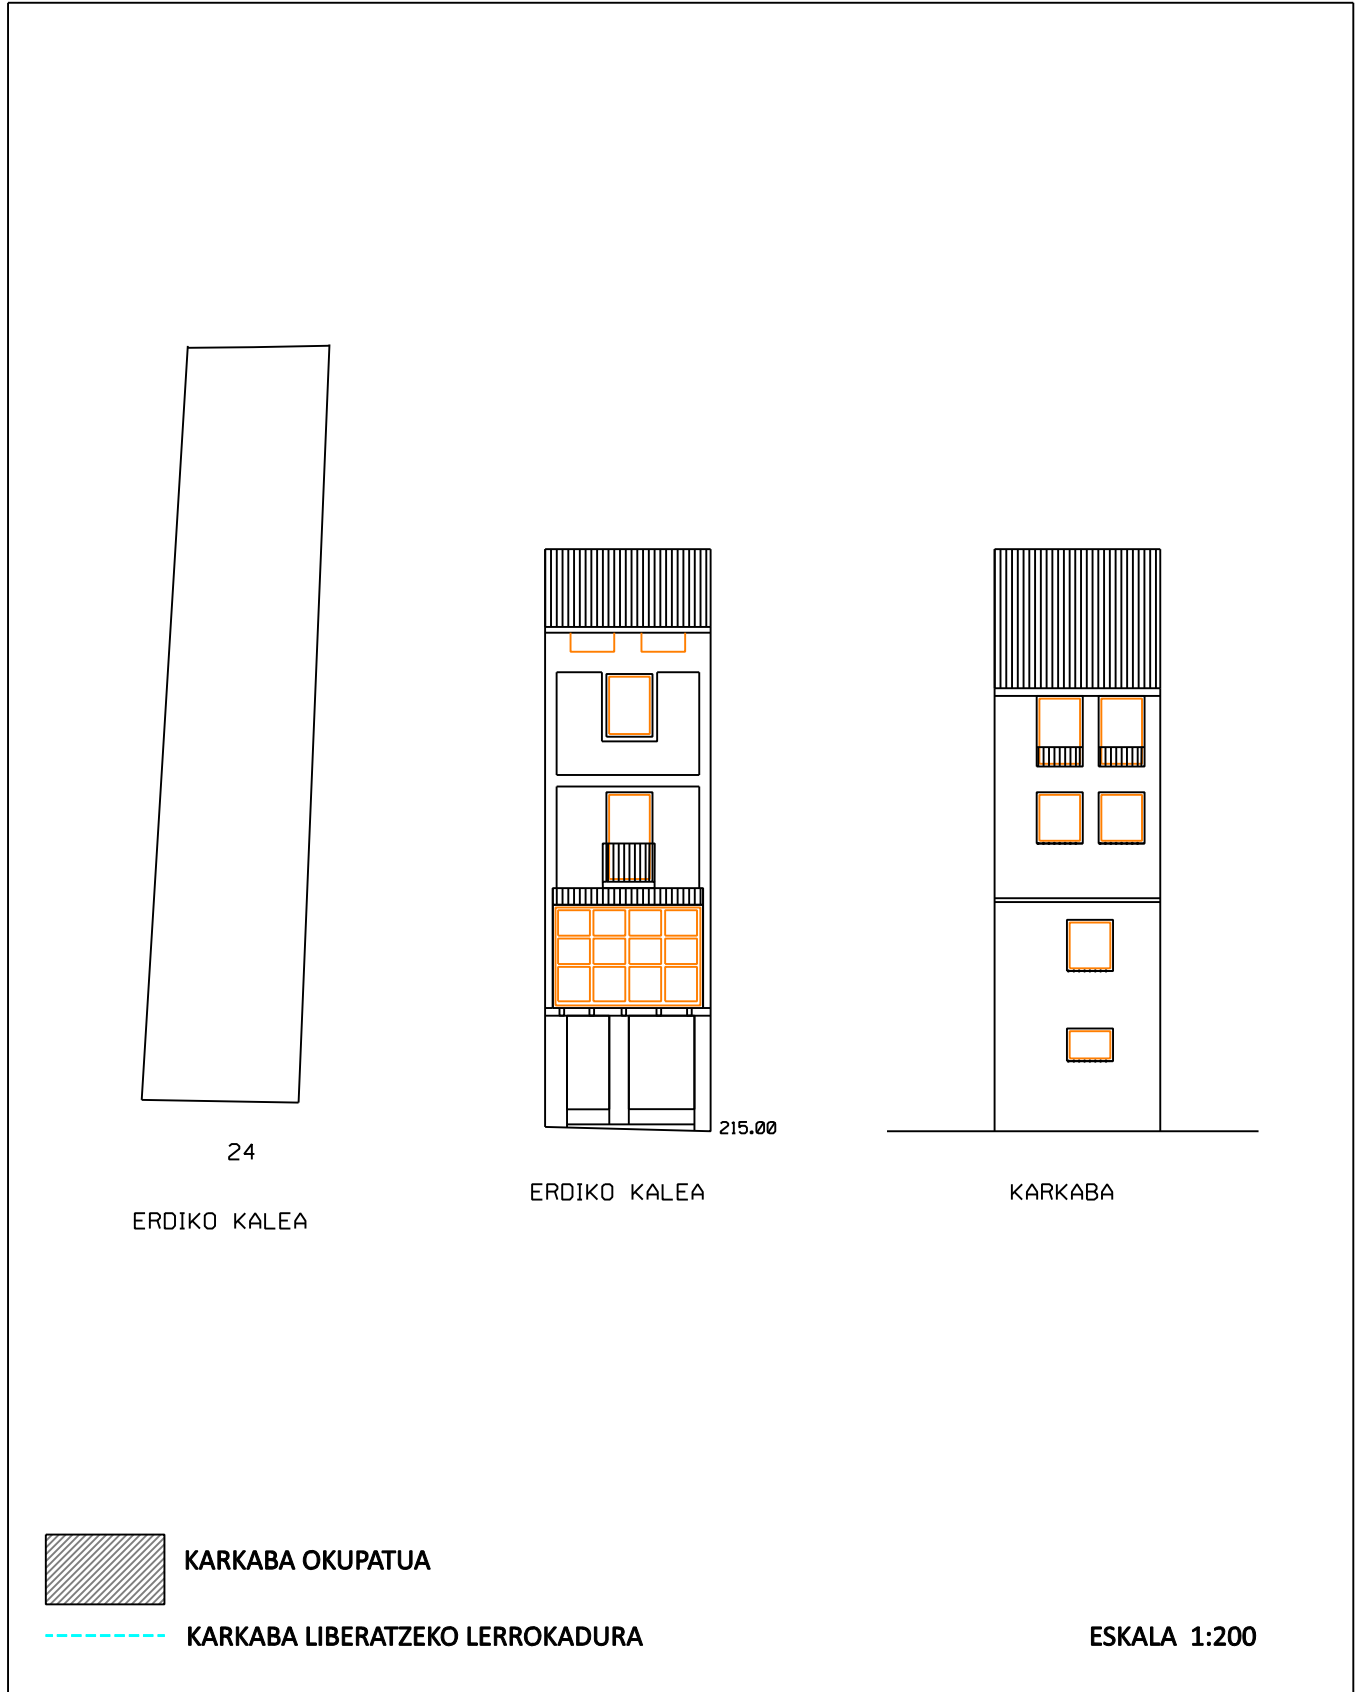 215.00
24
ERDIKO KALEA
ERDIKO KALEA
KARKABA
KARKABA OKUPATUA
KARKABA LIBERATZEKO LERROKADURA
ESKALA 1:200